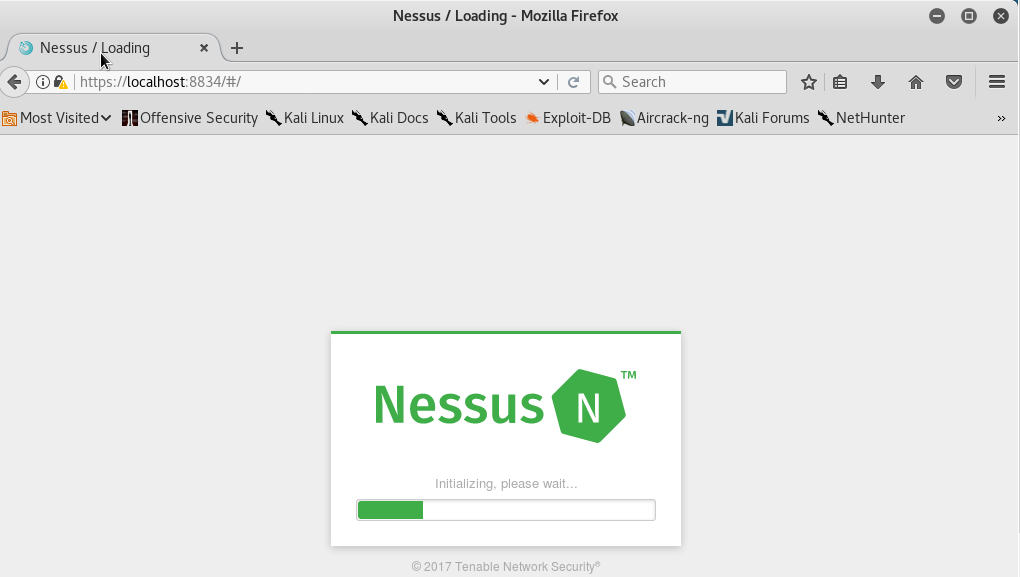 Nessus / Loading - Mozilla Firefox
Nessus / Loading
https://localhost:8834/#/
Search
Most Visited Offensive Security Kali Linux Kali Docs Kali Tools Exploit-DB Aircrack-ng Kali Forums NetHunter »
Nessus N ™
Initializing, please wait...
© 2017 Tenable Network Security®